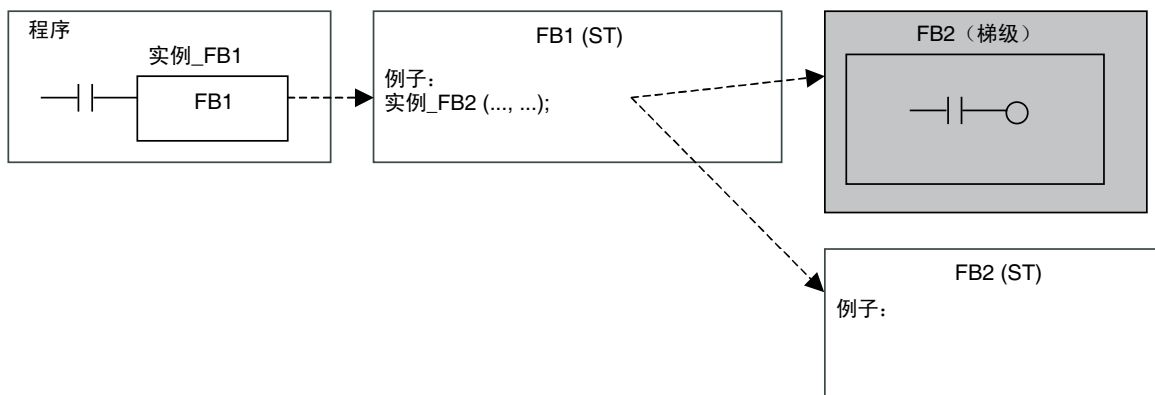 程序
实例_FB1
FB1
FB1 (ST)
例子：
实例_FB2 (..., ...);
FB2（梯级）
FB2 (ST)
例子：